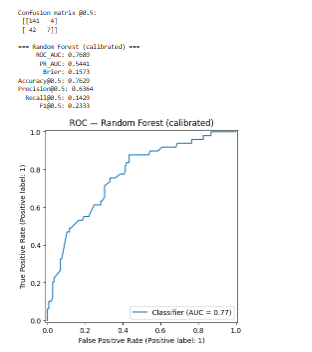 Confusion matrix @0.5:
[[141 4]
[ 42 7]]
=== Random Forest (calibrated) ===
ROC_AUC: 0.7689
PR_AUC: 0.5441
Brier: 0.1573
Accuracy@0.5: 0.7629
Precision@0.5: 0.6364
Recall@0.5: 0.1429
F1@0.5: 0.2333
ROC — Random Forest (calibrated)
1.0
0.8
0.6
0.4
0.2
0.0
True Positive Rate (Positive label: 1)
Classifier (AUC = 0.77)
0.0 0.2 0.4 0.6 0.8 1.0
False Positive Rate (Positive label: 1)